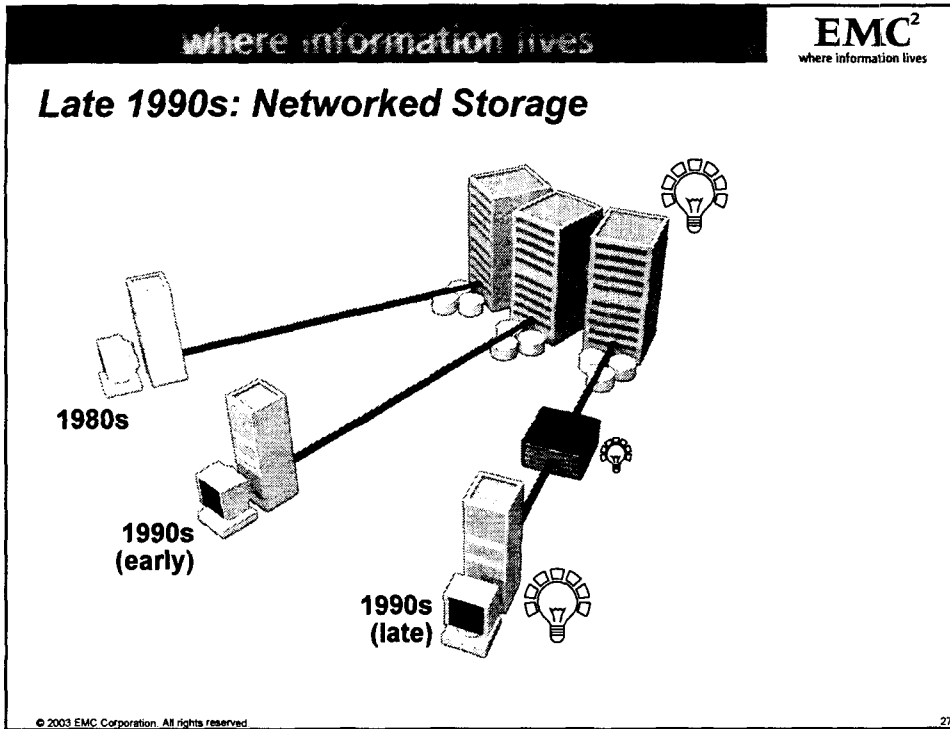 where information lives
EMC²
where information lives
Late 1990s: Networked Storage
1980s
1990s
(early)
1990s
(late)
© 2003 EMC Corporation. All rights reserved
27